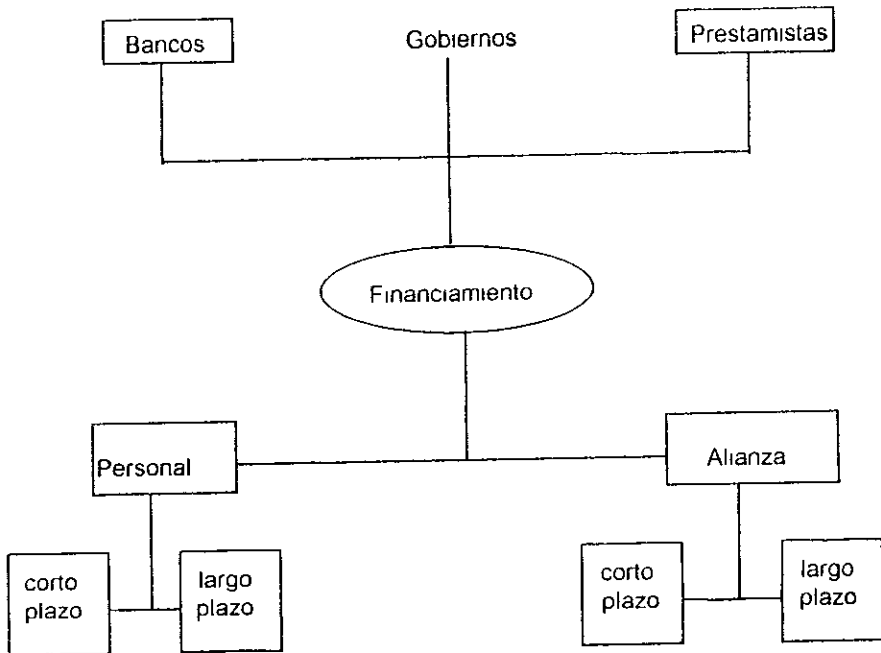 Bancos
Gobiernos
Prestamistas
Financiamiento
Personal
Alianza
corto
plazo
largo
plazo
corto
plazo
largo
plazo